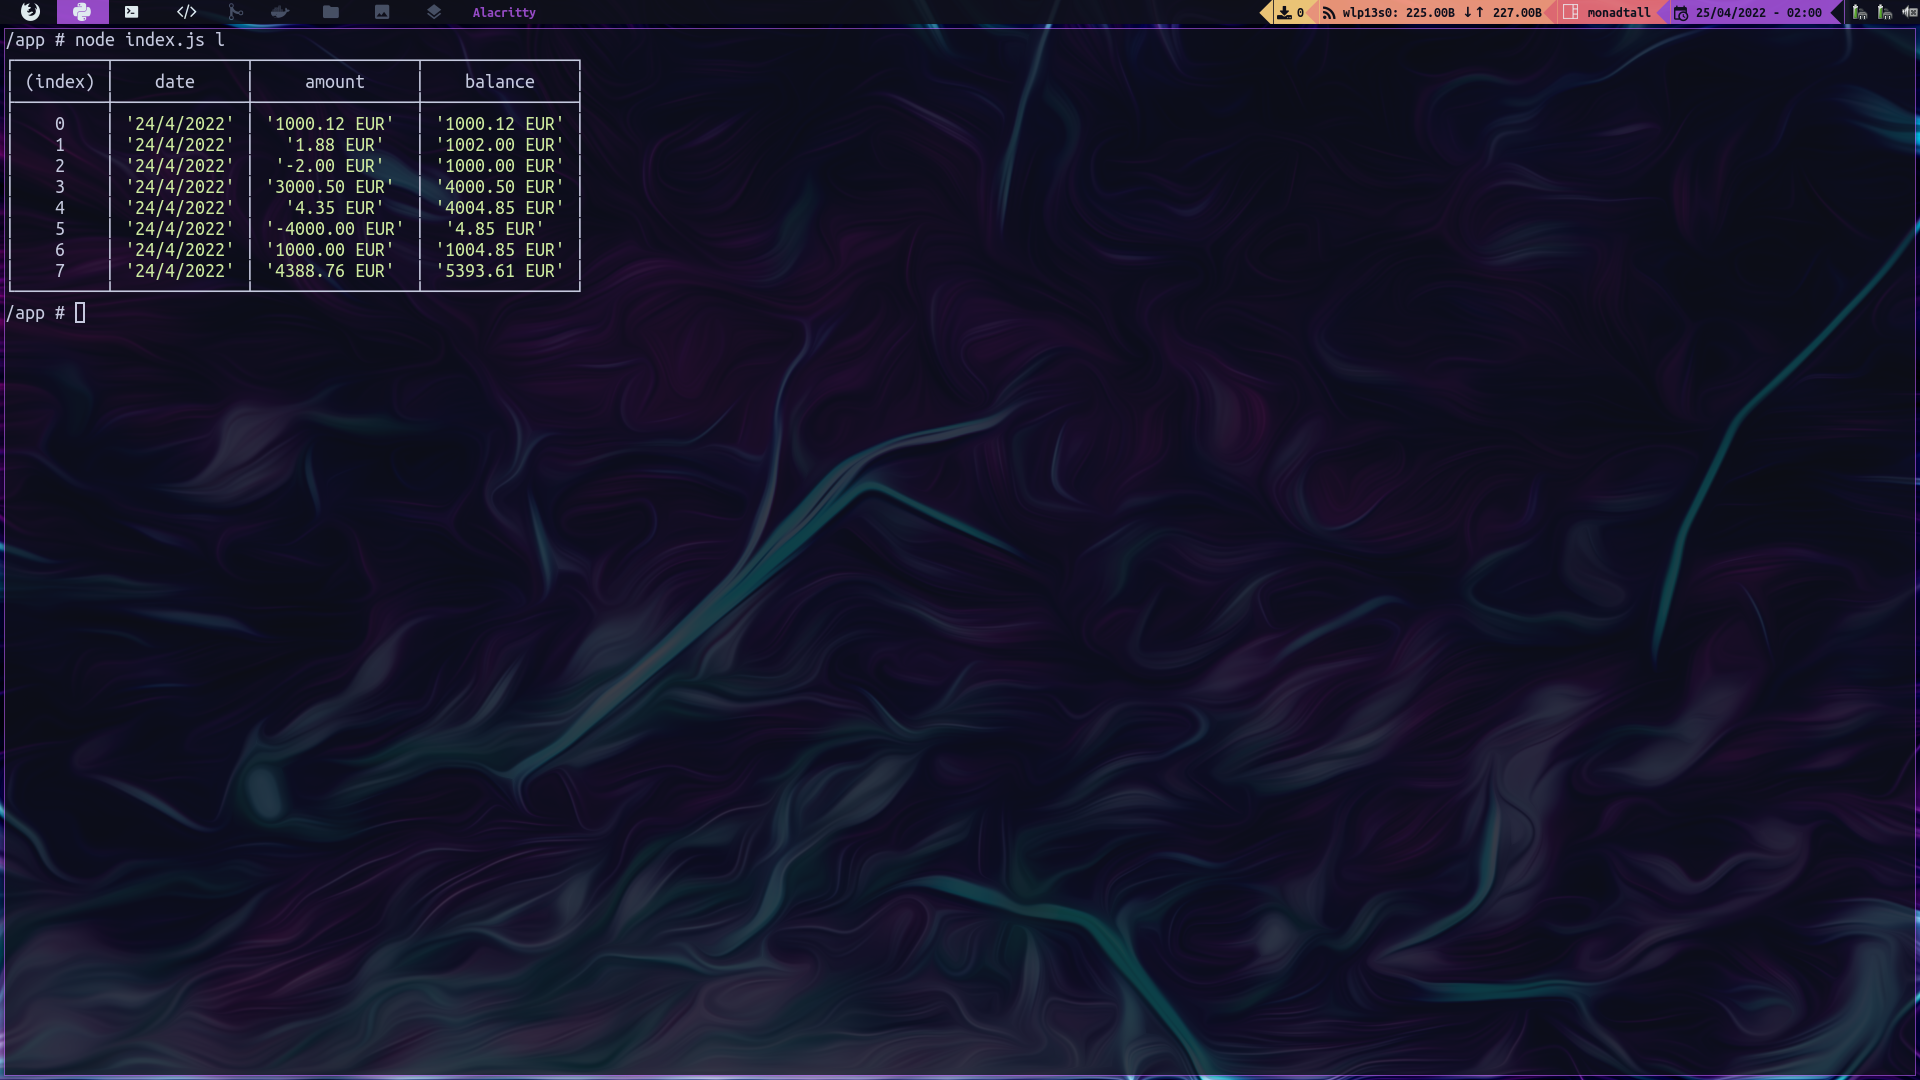 Alacritty 0 wlp13s0: 225.00B ↓↑ 227.00B monadtall 25/04/2022 - 02:00
/app # node index.js l
(index) date amount balance
0 '24/4/2022' '1000.12 EUR' '1000.12 EUR'
1 '24/4/2022' '1.88 EUR' '1002.00 EUR'
2 '24/4/2022' '-2.00 EUR' '1000.00 EUR'
3 '24/4/2022' '3000.50 EUR' '4000.50 EUR'
4 '24/4/2022' '4.35 EUR' '4004.85 EUR'
5 '24/4/2022' '-4000.00 EUR' '4.85 EUR'
6 '24/4/2022' '1000.00 EUR' '1004.85 EUR'
7 '24/4/2022' '4388.76 EUR' '5393.61 EUR'
/app #